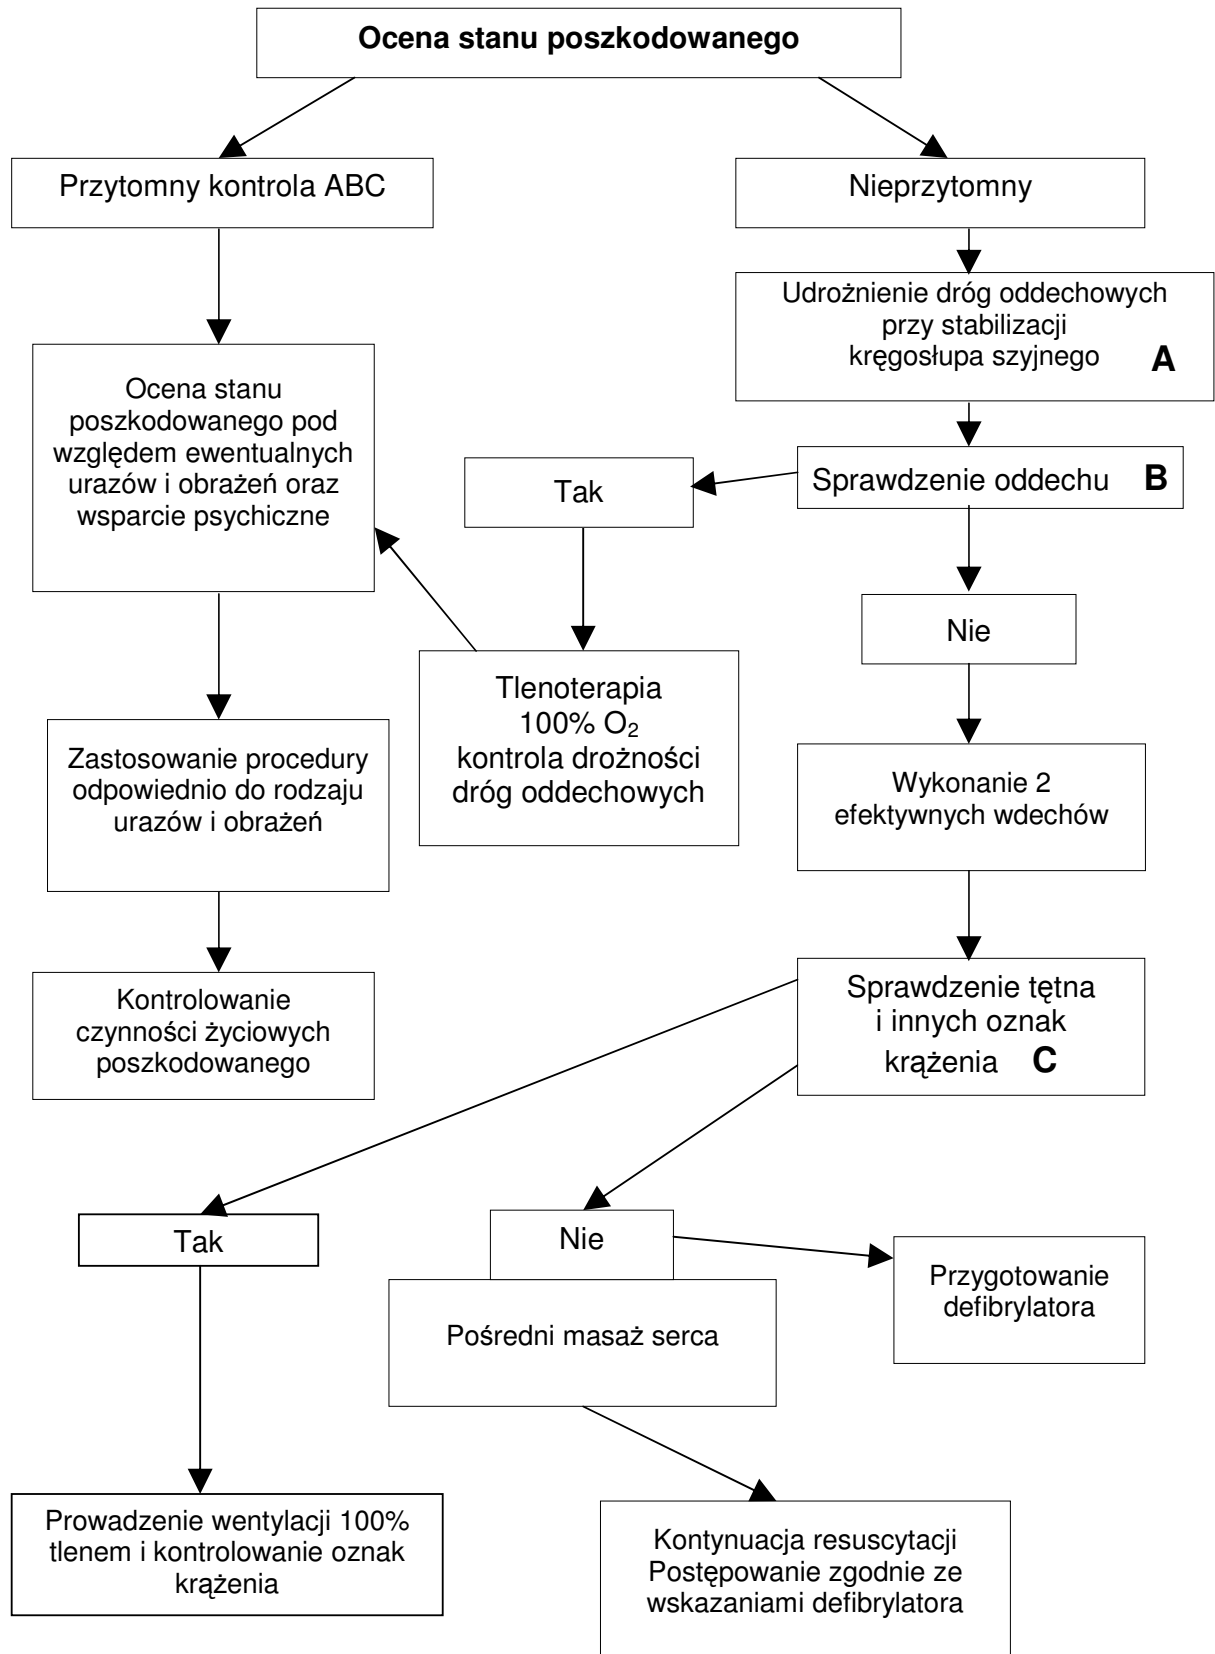 Ocena stanu poszkodowanego
Przytomny kontrola ABC
Nieprzytomny
Udrożnienie dróg oddechowych
przy stabilizacji
kręgosłupa szyjnego A
Ocena stanu
poszkodowanego pod
względem ewentualnych
urazów i obrażeń oraz
wsparcie psychiczne
Tak
Sprawdzenie oddechu B
Nie
Tlenoterapia
100% O₂
kontrola drożności
dróg oddechowych
Zastosowanie procedury
odpowiednio do rodzaju
urazów i obrażeń
Wykonanie 2
efektywnych wdechów
Kontrolowanie
czynności życiowych
poszkodowanego
Sprawdzenie tętna
i innych oznak
krążenia C
Tak
Nie
Przygotowanie
defibrylatora
Pośredni masaż serca
Prowadzenie wentylacji 100%
tlenem i kontrolowanie oznak
krążenia
Kontynuacja resuscytacji
Postępowanie zgodnie ze
wskazaniami defibrylatora